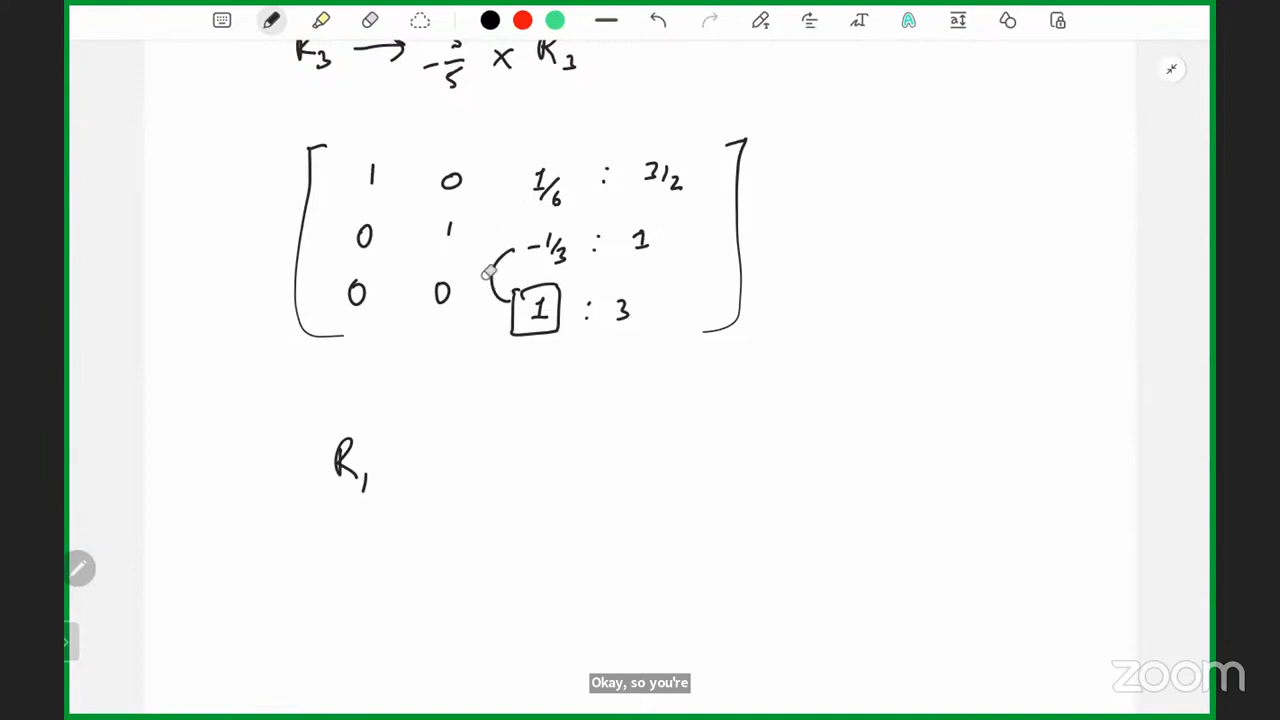 R3 → -3/5 × R3
1 0 1/6 : 3/2
0 1 -1/3 : 1
0 0 1 : 3
R1
Okay, so you're
zoom